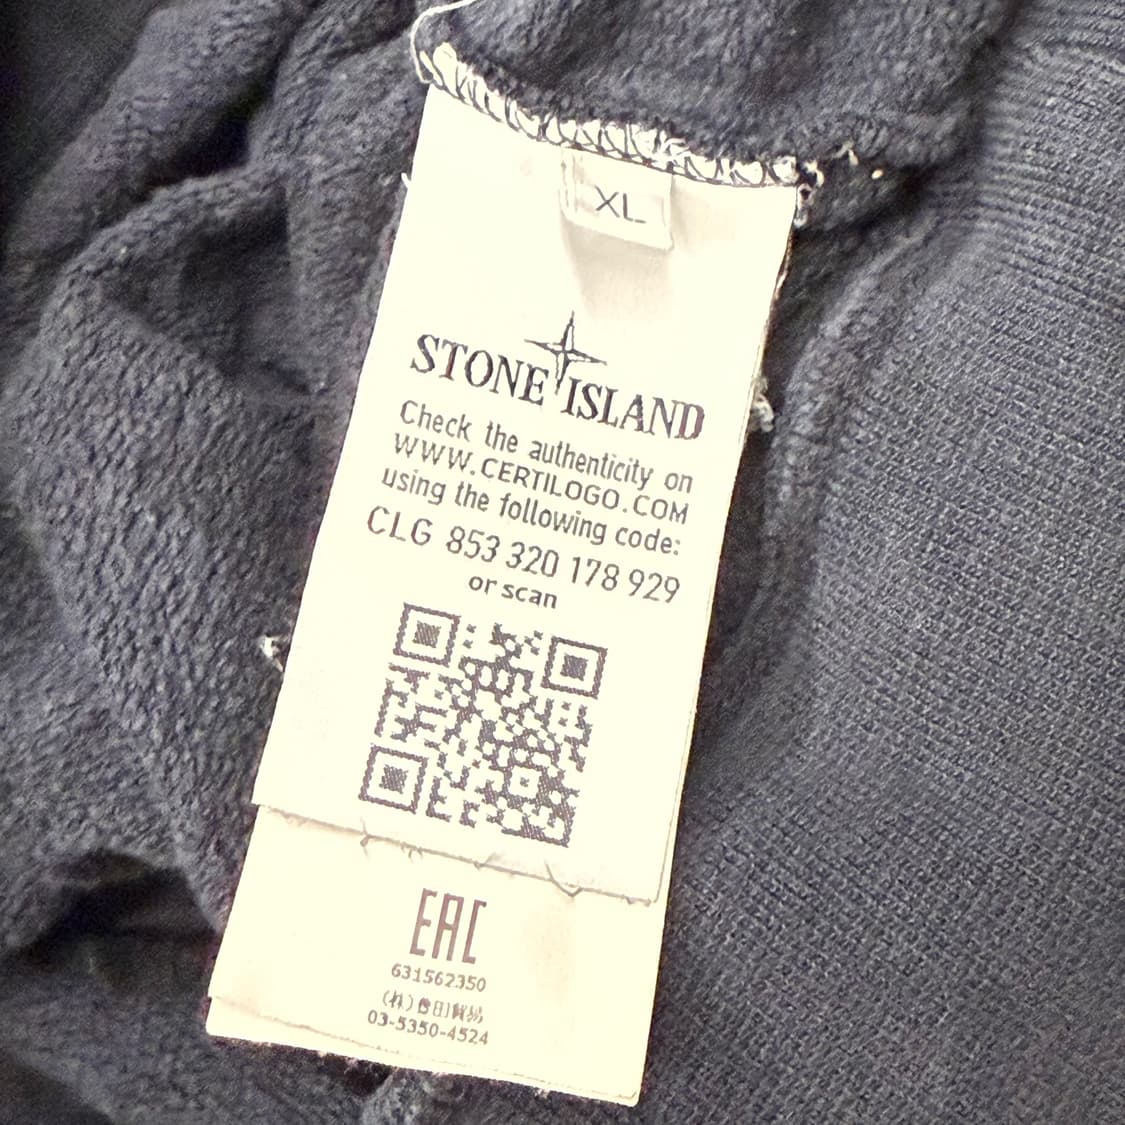 XL
STONE ISLAND
Check the authenticity on
WWW.CERTILOGO.COM
using the following code:
CLG 853 320 178 929
or scan
EAC
631562350
(株)
03-5350-4524